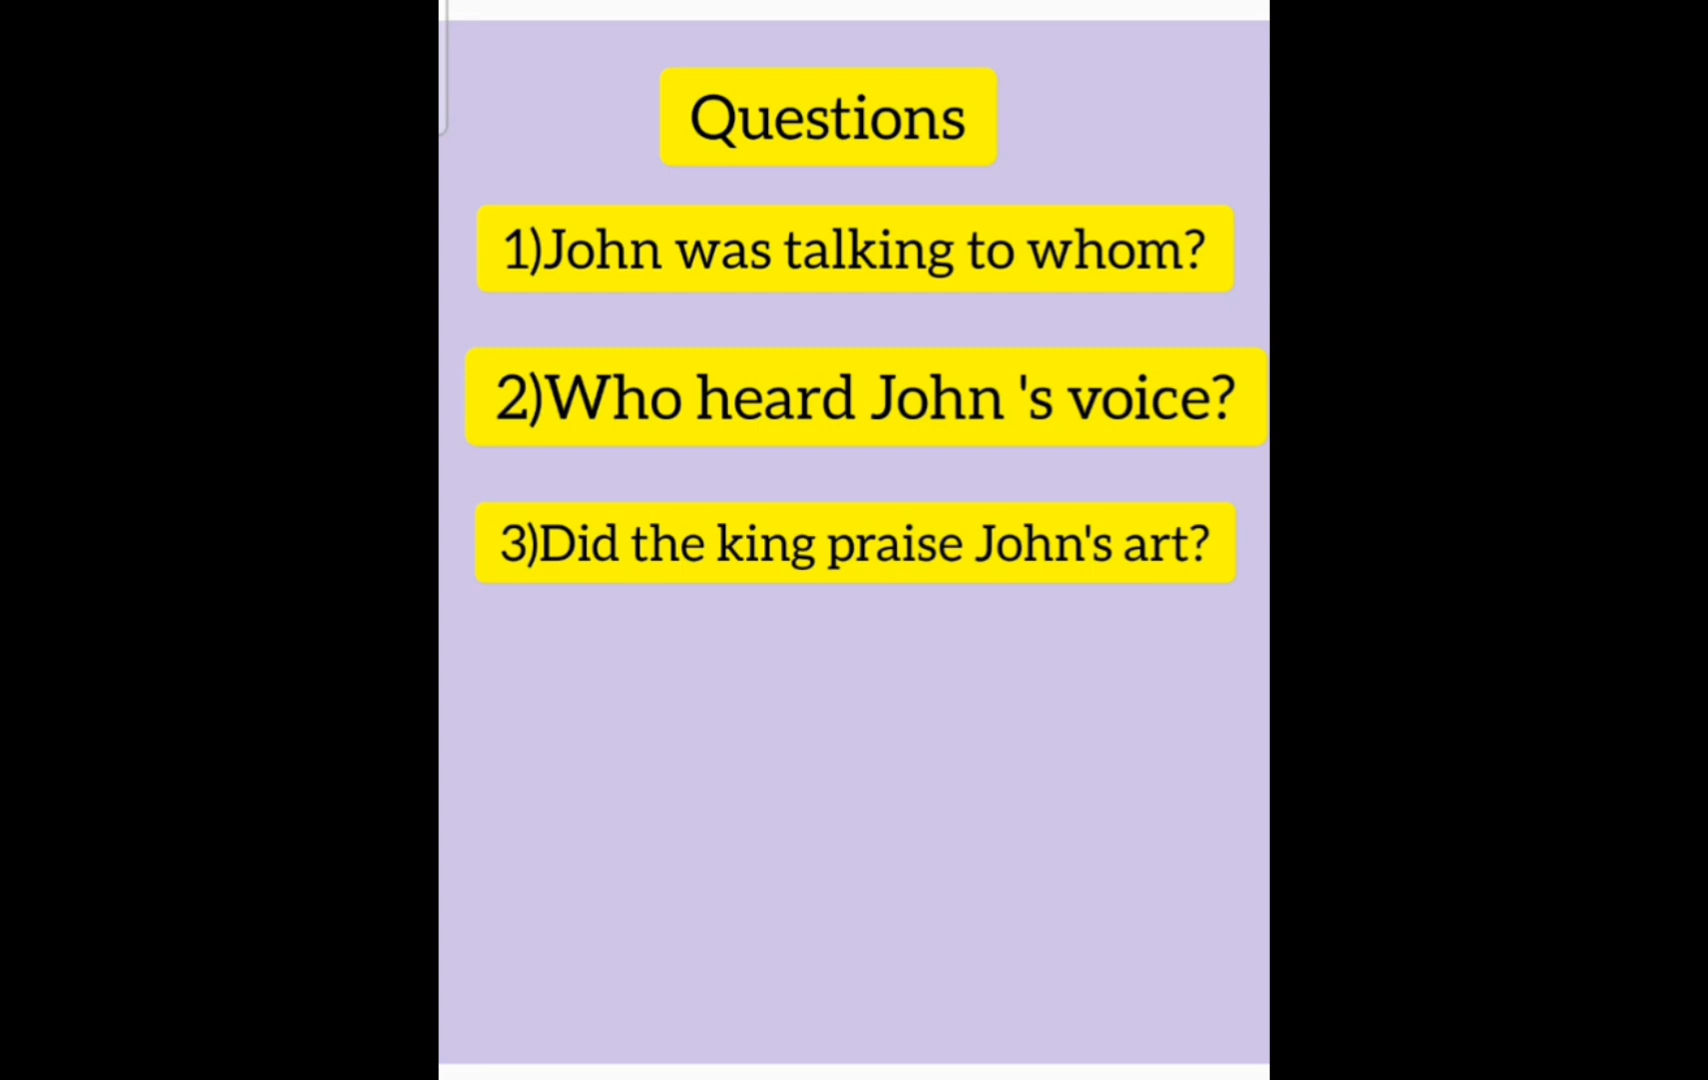 Questions
1)John was talking to whom?
2)Who heard John 's voice?
3)Did the king praise John's art?